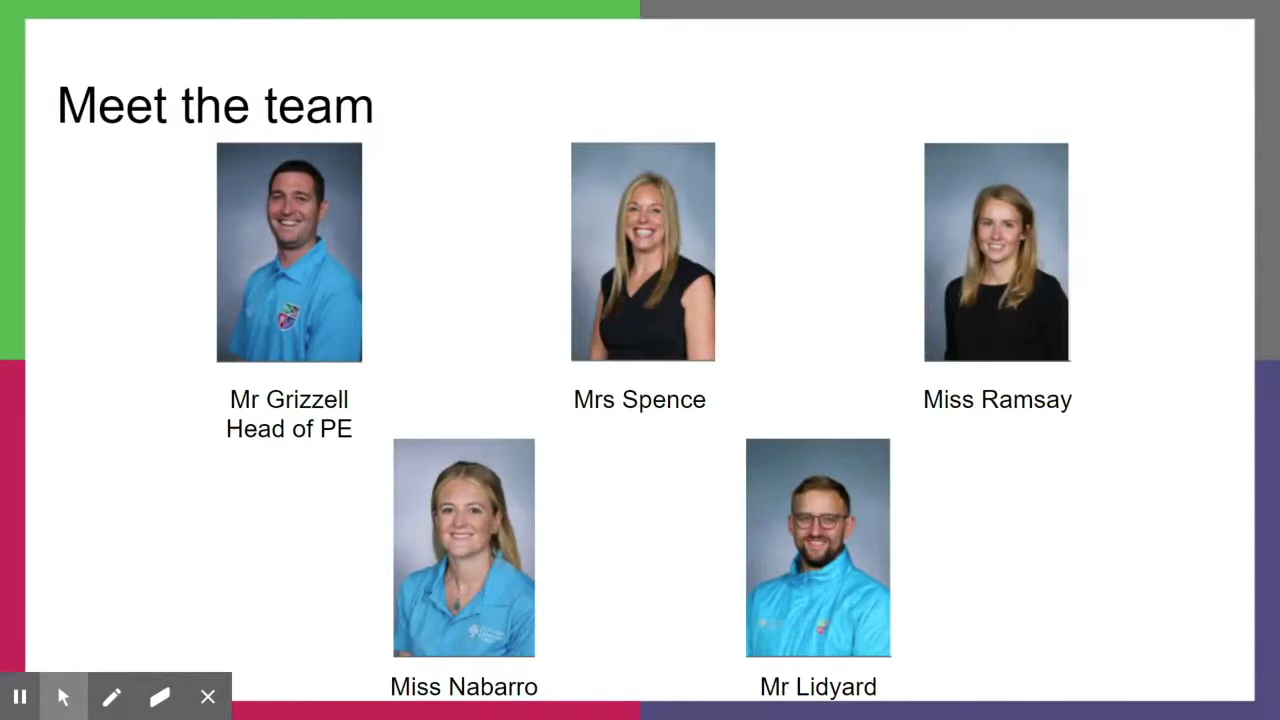 Meet the team
Mr Grizzell
Head of PE
Mrs Spence
Miss Ramsay
Miss Nabarro
Mr Lidyard